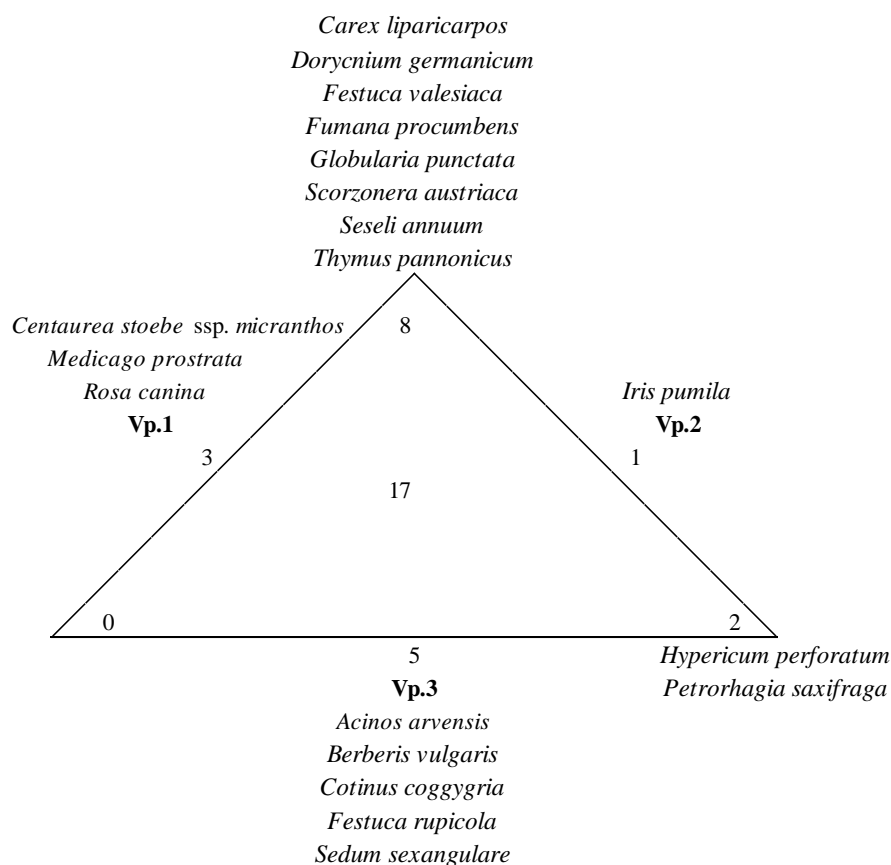 Carex liparicarpos
Dorycnium germanicum
Festuca valesiaca
Fumana procumbens
Globularia punctata
Scorzonera austriaca
Seseli annuum
Thymus pannonicus
Centaurea stoebe ssp. micranthos
Medicago prostrata
Rosa canina
Vp.1
3
8
Iris pumila
Vp.2
1
17
0
2
5
Vp.3
Hypericum perforatum
Petrorhagia saxifraga
Acinos arvensis
Berberis vulgaris
Cotinus coggygria
Festuca rupicola
Sedum sexangulare